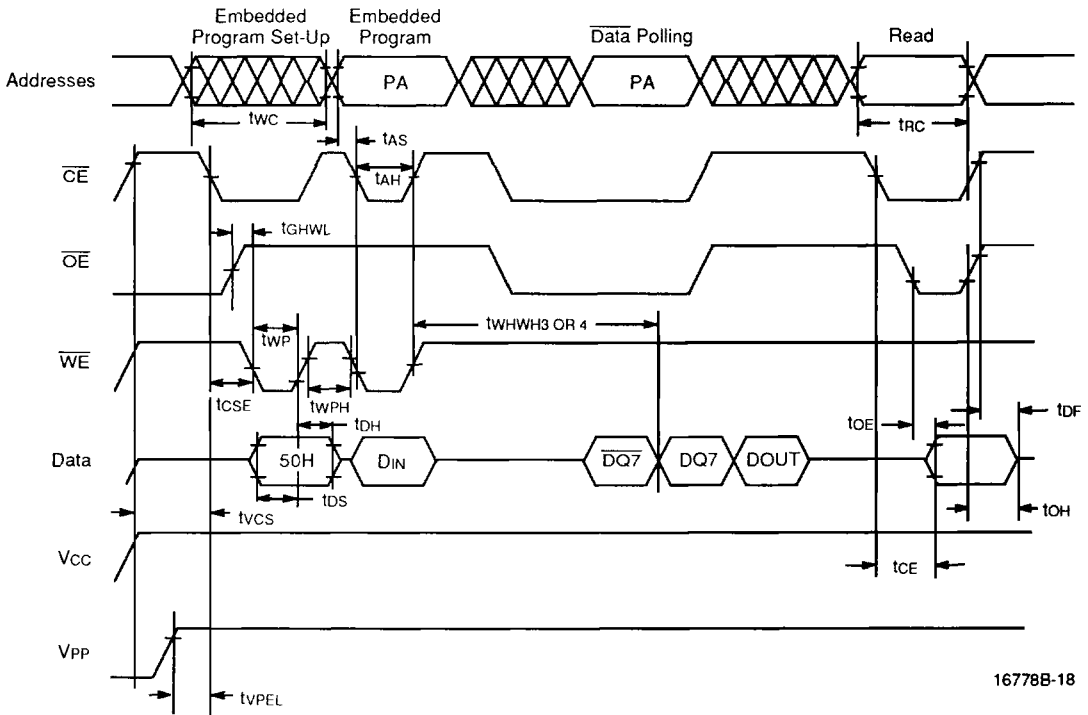 Embedded
Program Set-Up
Embedded
Program
Data Polling
Read
Addresses
PA
PA
tWC
tAS
tRC
CE
tAH
tGHWL
OE
tWHWH3 OR 4
tWP
WE
tCSE
tWPH
tOE
tDF
tDH
Data
50H
DIN
DQ7
DQ7
DOUT
tDS
tVCS
tOH
VCC
tCE
VPP
tVPEL
16778B-18